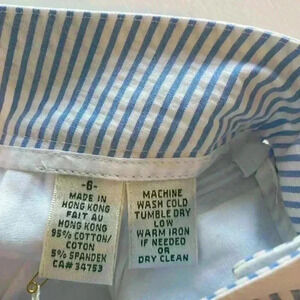 -6-
MADE IN
HONG KONG
FAIT AU
HONG KONG
95% COTTON/
COTON
5% SPANDEX
CA# 34753
MACHINE
WASH COLD
TUMBLE DRY
LOW
WARM IRON
IF NEEDED
OR
DRY CLEAN